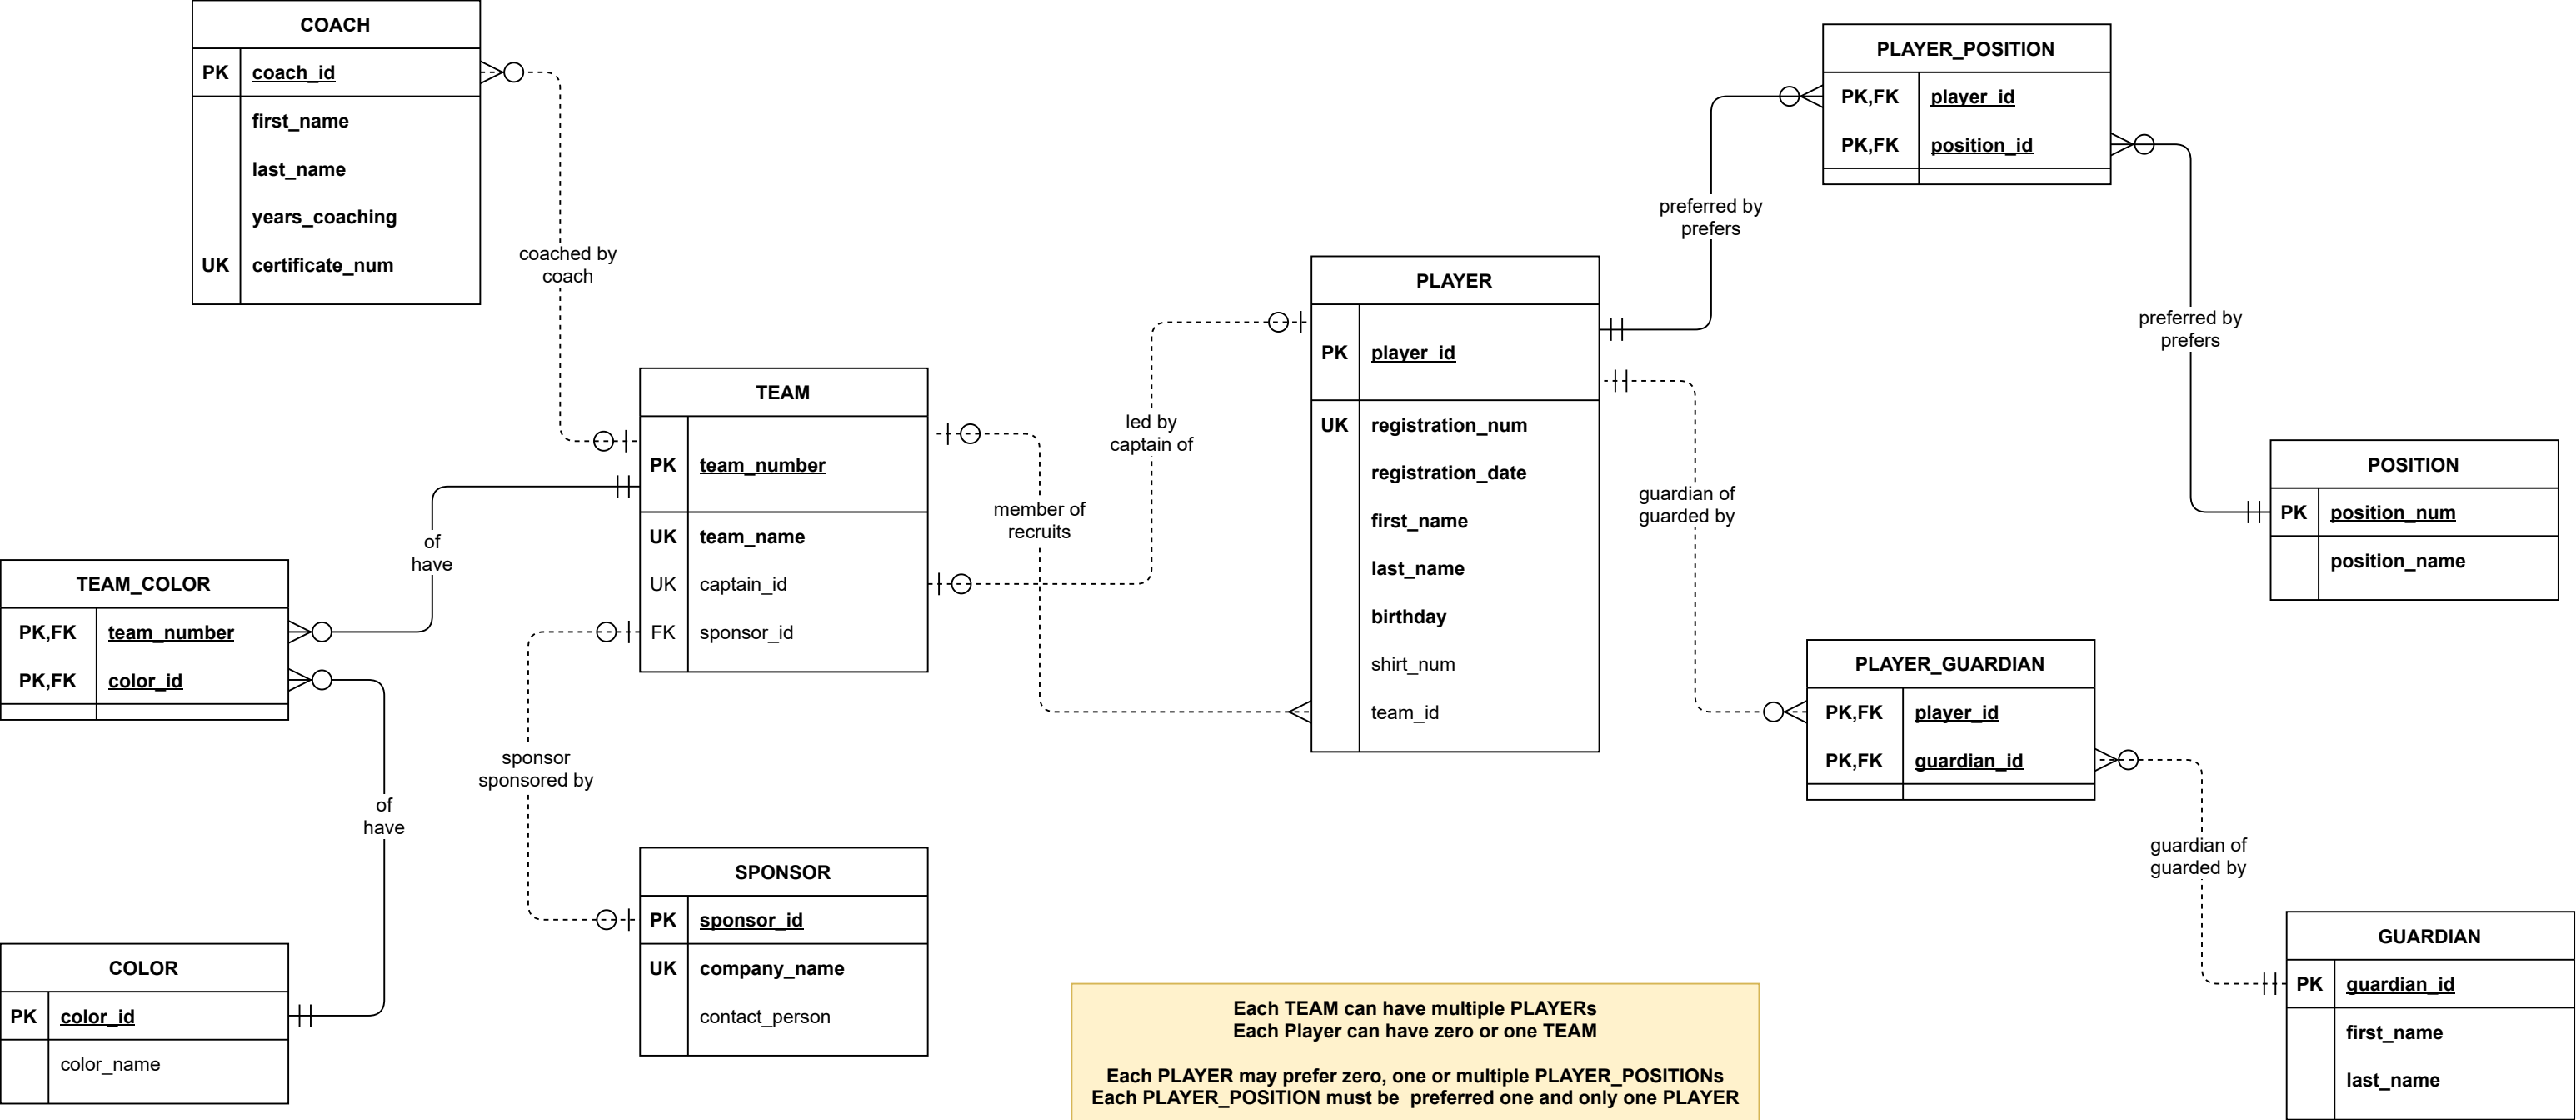 COACH
PK coach_id
first_name
last_name
years_coaching
UK certificate_num
coached by
coach
TEAM
PK team_number
UK team_name
UK captain_id
FK sponsor_id
of
have
TEAM_COLOR
PK,FK team_number
PK,FK color_id
of
have
COLOR
PK color_id
color_name
sponsor
sponsored by
SPONSOR
PK sponsor_id
UK company_name
contact_person
member of
recruits
led by
captain of
PLAYER
PK player_id
UK registration_num
registration_date
first_name
last_name
birthday
shirt_num
team_id
preferred by
prefers
PLAYER_POSITION
PK,FK player_id
PK,FK position_id
preferred by
prefers
POSITION
PK position_num
position_name
guardian of
guarded by
PLAYER_GUARDIAN
PK,FK player_id
PK,FK guardian_id
guardian of
guarded by
GUARDIAN
PK guardian_id
first_name
last_name
Each TEAM can have multiple PLAYERs
Each Player can have zero or one TEAM
Each PLAYER may prefer zero, one or multiple PLAYER_POSITIONs
Each PLAYER_POSITION must be preferred one and only one PLAYER